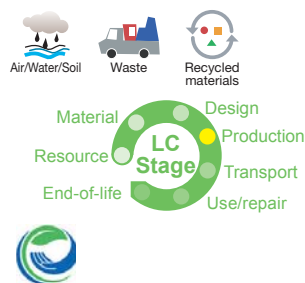 Air/Water/Soil
Waste
Recycled
materials
Material
Design
Production
Resource
LC
Stage
Transport
End-of-life
Use/repair